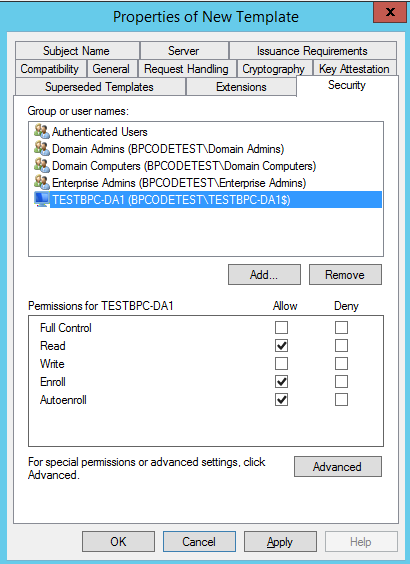 Properties of New Template
x
Subject Name Server Issuance Requirements
Compatibility General Request Handling Cryptography Key Attestation
Superseded Templates Extensions Security
Group or user names:
Authenticated Users
Domain Admins (BPCODETEST\Domain Admins)
Domain Computers (BPCODETEST\Domain Computers)
Enterprise Admins (BPCODETEST\Enterprise Admins)
TESTBPC-DA1 (BPCODETEST\TESTBPC-DA1$)
Add... Remove
Permissions for TESTBPC-DA1 Allow Deny
Full Control
Read
Write
Enroll
Autoenroll
For special permissions or advanced settings, click
Advanced.
Advanced
OK Cancel Apply Help